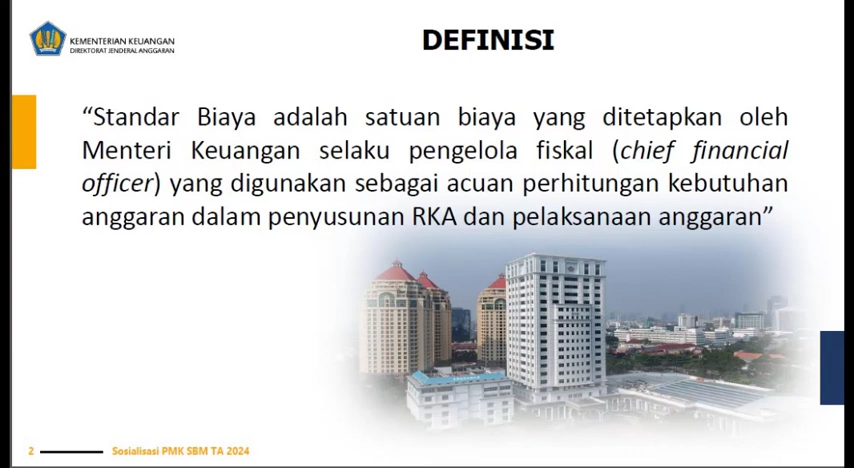 KEMENTERIAN KEUANGAN
DIREKTORAT JENDERAL ANGGARAN
DEFINISI
“Standar Biaya adalah satuan biaya yang ditetapkan oleh
Menteri Keuangan selaku pengelola fiskal (chief financial
officer) yang digunakan sebagai acuan perhitungan kebutuhan
anggaran dalam penyusunan RKA dan pelaksanaan anggaran”
2 Sosialisasi PMK SBM TA 2024